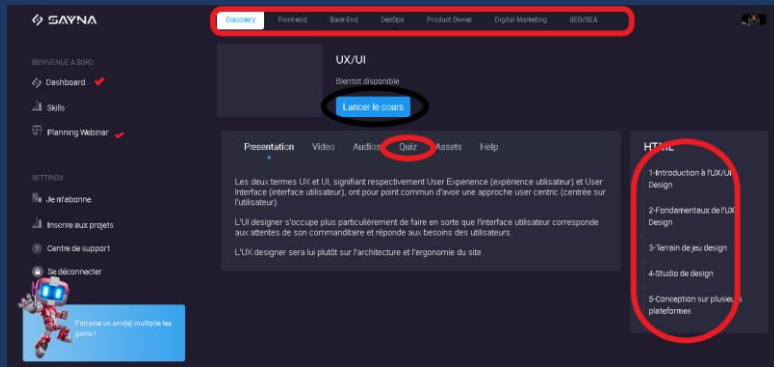 SAYNA
Discovery Front-end Back-End DevOps Product Owner Digital Marketing SEO/SEA
BIENVENUE A BORD
Dashboard
Skills
Planning Webinar
SETTINGS
Je m'abonne
Inscrire aux projets
Centre de support
Se déconnecter
Parraine un ami(e) multiplie tes
gains !
UX/UI
Bientot disponible
Lancer le cours
Presentation Video Audios Quiz Assets Help
Les deux termes UX et UI, signifiant respectivement User Experience (expérience utilisateur) et User
Interface (interface utilisateur), ont pour point commun d'avoir une approche user centric (centrée sur
l'utilisateur).
L'UI designer s'occupe plus particulièrement de faire en sorte que l'interface utilisateur corresponde
aux attentes de son commanditaire et réponde aux besoins des utilisateurs.
L'UX designer sera lui plutôt sur l'architecture et l'ergonomie du site.
HTML
1-Introduction à l'UX/UI
Design
2-Fondamentaux de l'UX
Design
3-Terrain de jeu design
4-Studio de design
5-Conception sur plusieurs
plateformes